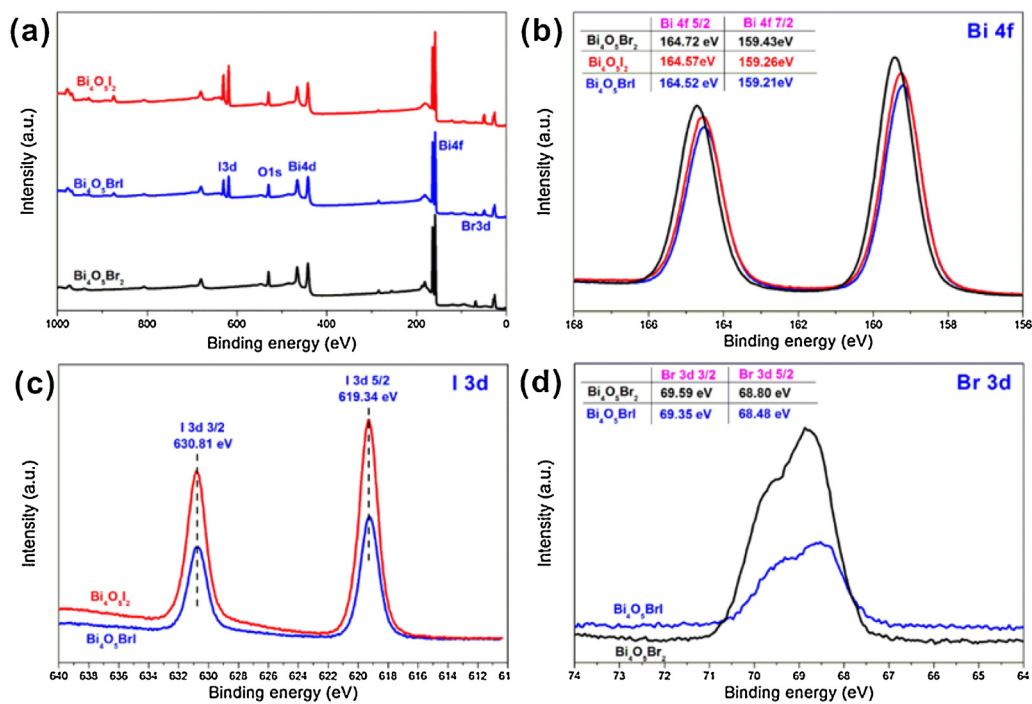 (a)
Intensity (a.u.)
Bi4O5I2
Bi4O5BrI
Bi4O5Br2
I3d
O1s
Bi4d
Bi4f
Br3d
1000 800 600 400 200 0
Binding energy (eV)
(b)
Bi 4f
Bi 4f 5/2 Bi 4f 7/2
Bi4O5Br2 164.72 eV 159.43eV
Bi4O5I2 164.57eV 159.26eV
Bi4O5BrI 164.52 eV 159.21eV
Intensity (a.u.)
168 166 164 162 160 158 156
Binding energy (eV)
(c)
I 3d
I 3d 5/2
619.34 eV
I 3d 3/2
630.81 eV
Intensity (a.u.)
Bi4O5I2
Bi4O5BrI
640 638 636 634 632 630 628 626 624 622 620 618 616 614 612 61
Binding energy (eV)
(d)
Br 3d
Br 3d 3/2 Br 3d 5/2
Bi4O5Br2 69.59 eV 68.80 eV
Bi4O5BrI 69.35 eV 68.48 eV
Intensity (a.u.)
Bi4O5BrI
Bi4O5Br2
74 73 72 71 70 69 68 67 66 65 64
Binding energy (eV)